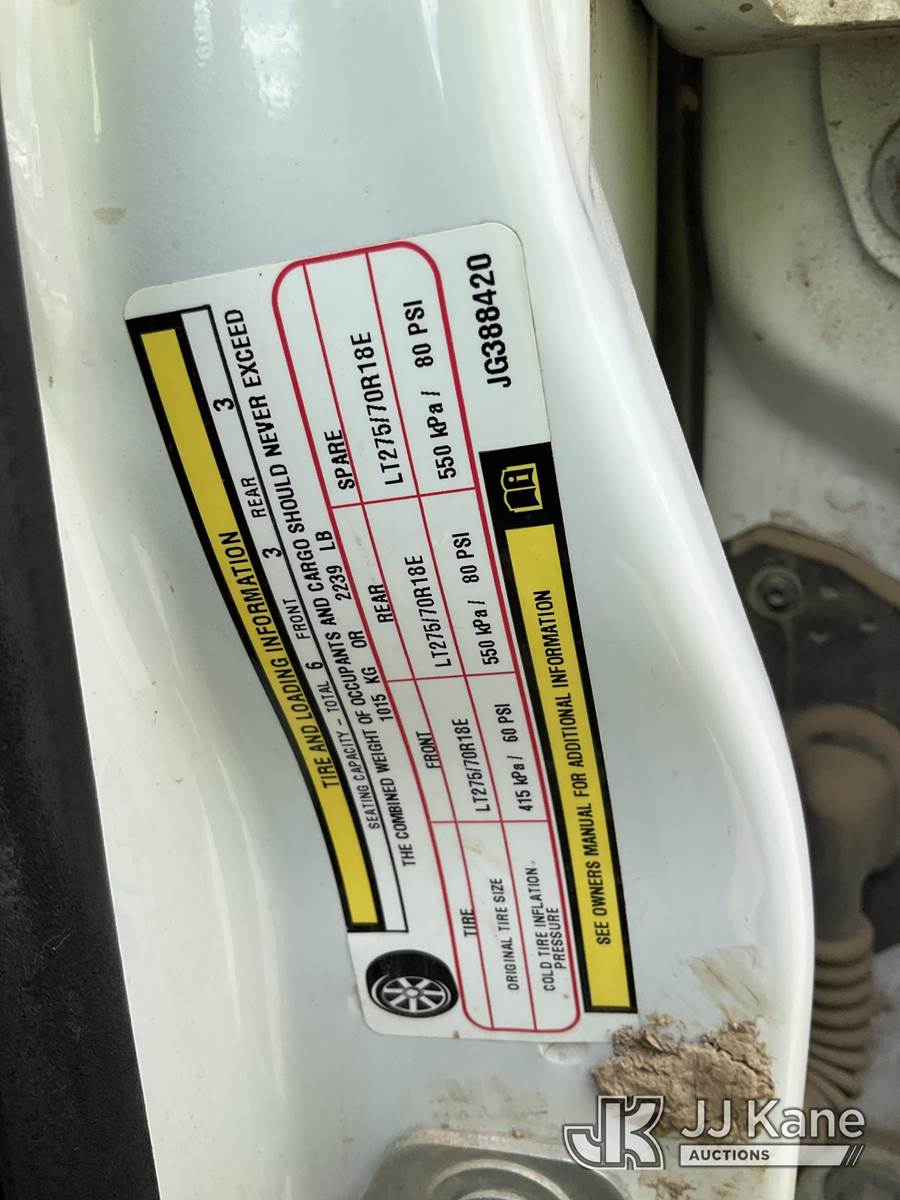 TIRE AND LOADING INFORMATION
SEATING CAPACITY – TOTAL 6 FRONT 3 REAR 3
THE COMBINED WEIGHT OF OCCUPANTS AND CARGO SHOULD NEVER EXCEED
1015 KG OR 2239 LB
TIRE FRONT REAR SPARE
ORIGINAL TIRE SIZE LT275/70R18E LT275/70R18E LT275/70R18E
COLD TIRE INFLATION PRESSURE 415 kPa / 60 PSI 550 kPa / 80 PSI 550 kPa / 80 PSI
SEE OWNERS MANUAL FOR ADDITIONAL INFORMATION
JG388420
JK JJ Kane
AUCTIONS